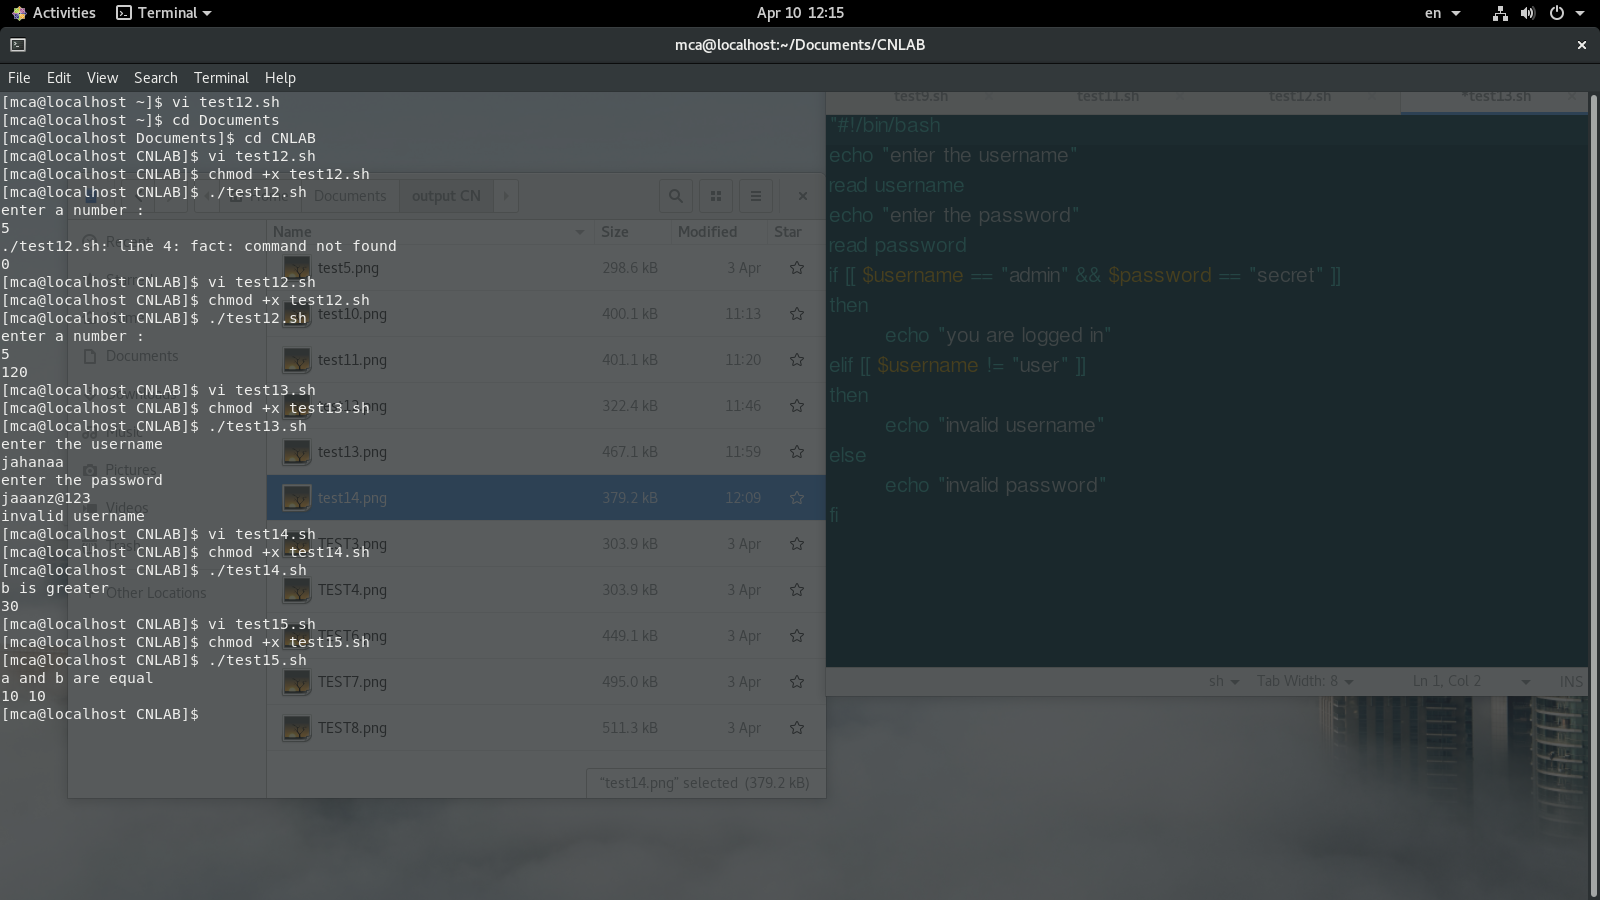 Activities Terminal Apr 10 12:15 en
mca@localhost:~/Documents/CNLAB
File Edit View Search Terminal Help
[mca@localhost ~]$ vi test12.sh
[mca@localhost ~]$ cd Documents
[mca@localhost Documents]$ cd CNLAB
[mca@localhost CNLAB]$ vi test12.sh
[mca@localhost CNLAB]$ chmod +x test12.sh
[mca@localhost CNLAB]$ ./test12.sh
enter a number :
5
./test12.sh: line 4: fact: command not found
0
[mca@localhost CNLAB]$ vi test12.sh
[mca@localhost CNLAB]$ chmod +x test12.sh
[mca@localhost CNLAB]$ ./test12.sh
enter a number :
5
120
[mca@localhost CNLAB]$ vi test13.sh
[mca@localhost CNLAB]$ chmod +x test13.sh
[mca@localhost CNLAB]$ ./test13.sh
enter the username
jahanaa
enter the password
jaaanz@123
invalid username
[mca@localhost CNLAB]$ vi test14.sh
[mca@localhost CNLAB]$ chmod +x test14.sh
[mca@localhost CNLAB]$ ./test14.sh
b is greater
30
[mca@localhost CNLAB]$ vi test15.sh
[mca@localhost CNLAB]$ chmod +x test15.sh
[mca@localhost CNLAB]$ ./test15.sh
a and b are equal
10 10
[mca@localhost CNLAB]$
Documents output CN
Name Size Modified Star
Documents
Downloads
Music
Pictures
Videos
Trash
Other Locations
test5.png 298.6 kB 3 Apr
test10.png 400.1 kB 11:13
test11.png 401.1 kB 11:20
test12.png 322.4 kB 11:46
test13.png 467.1 kB 11:59
test14.png 379.2 kB 12:09
TEST3.png 303.9 kB 3 Apr
TEST4.png 303.9 kB 3 Apr
TEST6.png 449.1 kB 3 Apr
TEST7.png 495.0 kB 3 Apr
TEST8.png 511.3 kB 3 Apr
"test14.png" selected (379.2 kB)
test9.sh test11.sh test12.sh *test13.sh
"#!/bin/bash
echo "enter the username"
read username
echo "enter the password"
read password
if [[ $username == "admin" && $password == "secret" ]]
then
echo "you are logged in"
elif [[ $username != "user" ]]
then
echo "invalid username"
else
echo "invalid password"
fi
sh Tab Width: 8 Ln 1, Col 2 INS